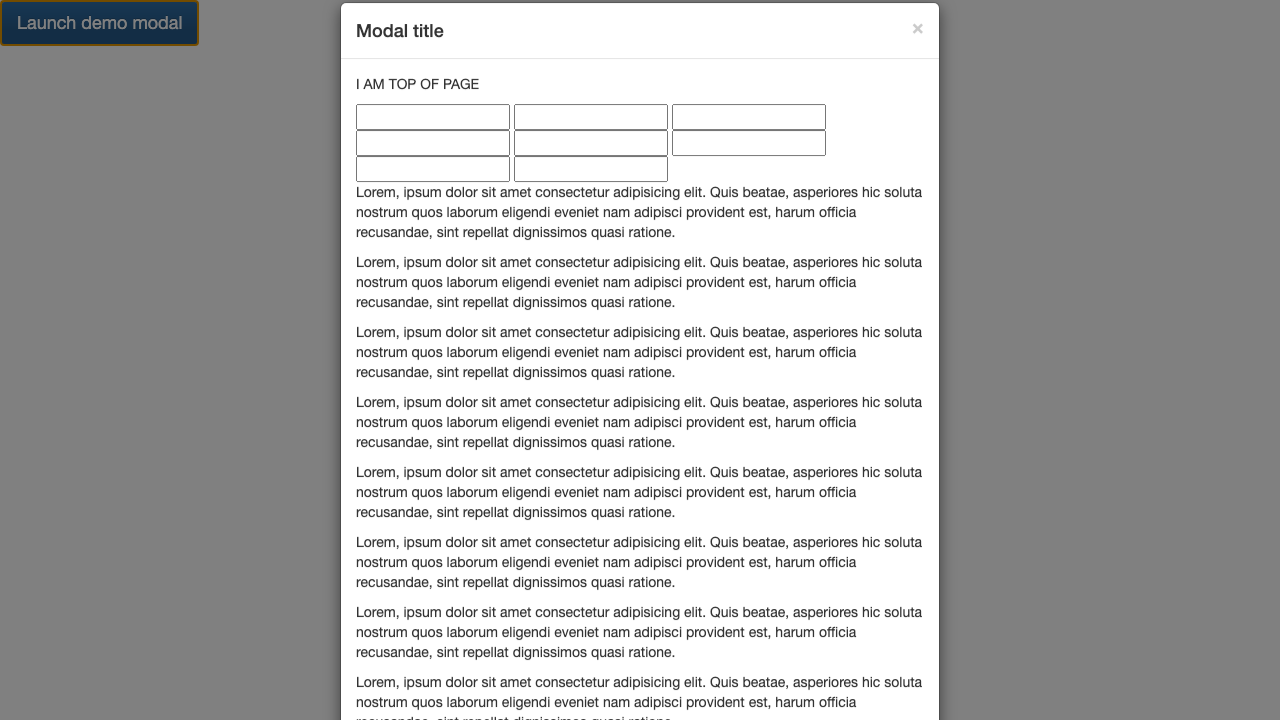 Launch demo modal
Modal title
×
I AM TOP OF PAGE
Lorem, ipsum dolor sit amet consectetur adipisicing elit. Quis beatae, asperiores hic soluta
nostrum quos laborum eligendi eveniet nam adipisci provident est, harum officia
recusandae, sint repellat dignissimos quasi ratione.
Lorem, ipsum dolor sit amet consectetur adipisicing elit. Quis beatae, asperiores hic soluta
nostrum quos laborum eligendi eveniet nam adipisci provident est, harum officia
recusandae, sint repellat dignissimos quasi ratione.
Lorem, ipsum dolor sit amet consectetur adipisicing elit. Quis beatae, asperiores hic soluta
nostrum quos laborum eligendi eveniet nam adipisci provident est, harum officia
recusandae, sint repellat dignissimos quasi ratione.
Lorem, ipsum dolor sit amet consectetur adipisicing elit. Quis beatae, asperiores hic soluta
nostrum quos laborum eligendi eveniet nam adipisci provident est, harum officia
recusandae, sint repellat dignissimos quasi ratione.
Lorem, ipsum dolor sit amet consectetur adipisicing elit. Quis beatae, asperiores hic soluta
nostrum quos laborum eligendi eveniet nam adipisci provident est, harum officia
recusandae, sint repellat dignissimos quasi ratione.
Lorem, ipsum dolor sit amet consectetur adipisicing elit. Quis beatae, asperiores hic soluta
nostrum quos laborum eligendi eveniet nam adipisci provident est, harum officia
recusandae, sint repellat dignissimos quasi ratione.
Lorem, ipsum dolor sit amet consectetur adipisicing elit. Quis beatae, asperiores hic soluta
nostrum quos laborum eligendi eveniet nam adipisci provident est, harum officia
recusandae, sint repellat dignissimos quasi ratione.
Lorem, ipsum dolor sit amet consectetur adipisicing elit. Quis beatae, asperiores hic soluta
nostrum quos laborum eligendi eveniet nam adipisci provident est, harum officia